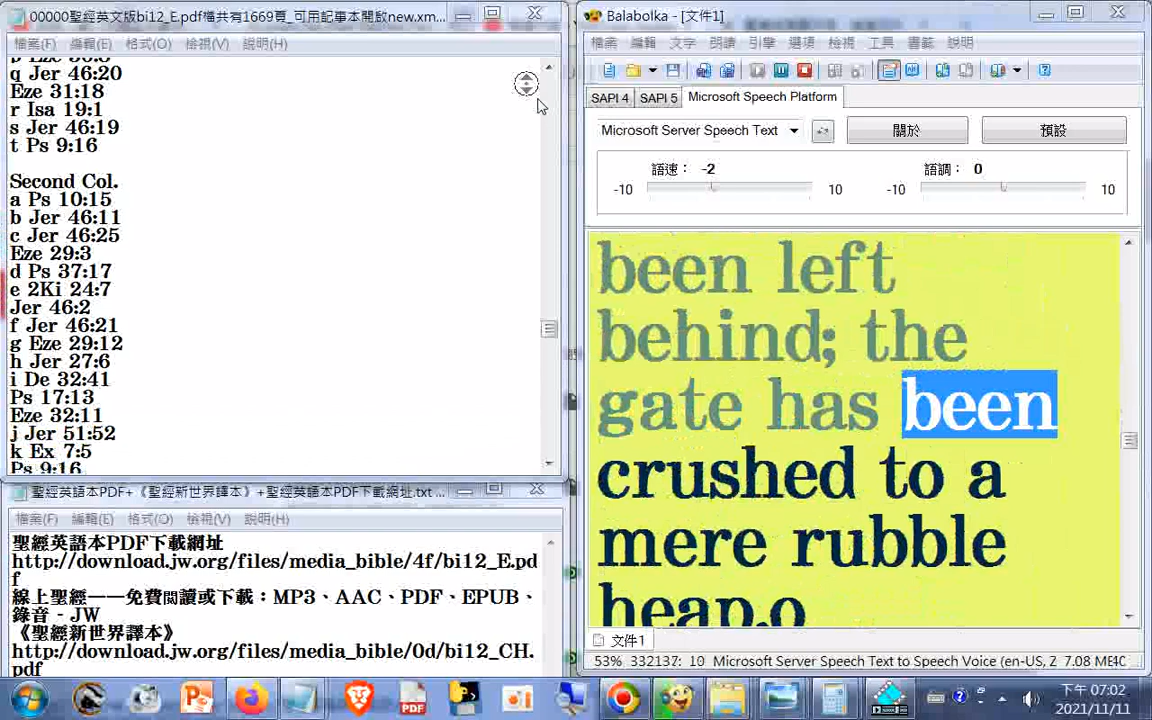 00000聖經英文版bi12_E.pdf檔共有1669頁_可用記事本開啟new.xm...
檔案(F) 編輯(E) 格式(O) 檢視(V) 說明(H)
q Jer 46:20
Eze 31:18
r Isa 19:1
s Jer 46:19
t Ps 9:16
Second Col.
a Ps 10:15
b Jer 46:11
c Jer 46:25
Eze 29:3
d Ps 37:17
e 2Ki 24:7
Jer 46:2
f Jer 46:21
g Eze 29:12
h Jer 27:6
i De 32:41
Ps 17:13
Eze 32:11
j Jer 51:52
k Ex 7:5
Ps 9:16
聖經英語本PDF+《聖經新世界譯本》+聖經英語本PDF下載網址.txt ...
檔案(F) 編輯(E) 格式(O) 檢視(V) 說明(H)
聖經英語本PDF下載網址
http://download.jw.org/files/media_bible/4f/bi12_E.pd
f
線上聖經——免費閱讀或下載：MP3、AAC、PDF、EPUB、
錄音 - JW
《聖經新世界譯本》
http://download.jw.org/files/media_bible/0d/bi12_CH.
pdf
Balabolka - [文件1]
檔案 編輯 文字 朗讀 引擎 選項 檢視 工具 書籤 說明
SAPI 4 SAPI 5 Microsoft Speech Platform
Microsoft Server Speech Text 關於 預設
語速： -2 語調： 0
-10 10 -10 10
been left
behind; the
gate has been
crushed to a
mere rubble
heap.o
文件1
53% 332137: 10 Microsoft Server Speech Text to Speech Voice (en-US, Z 7.08 ME
下午 07:02
2021/11/11